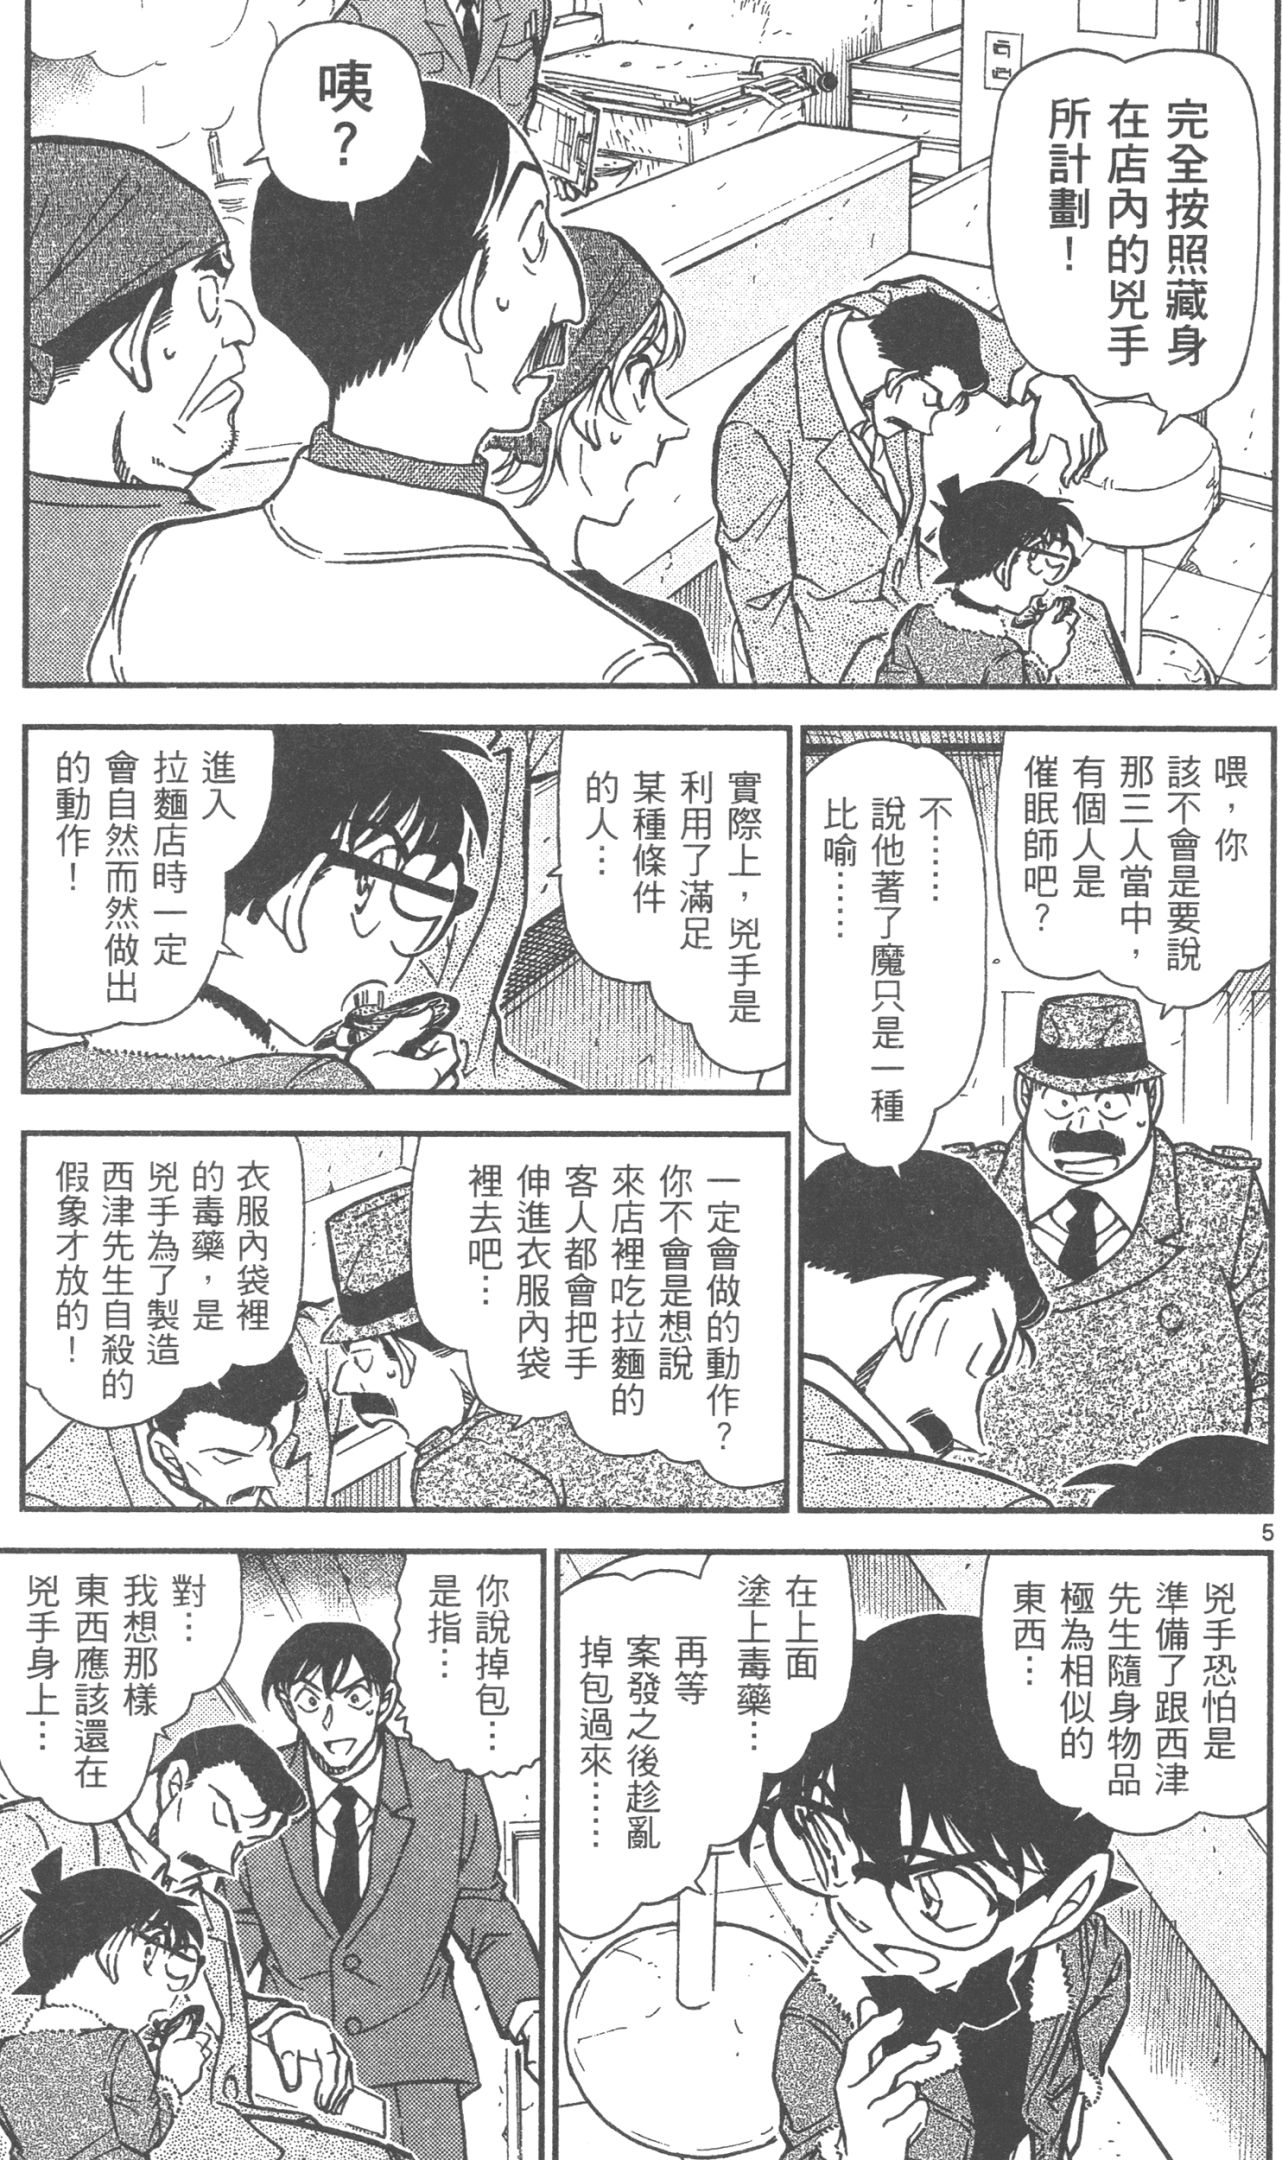 完全按照藏身
在店內的兇手
所計劃！
咦？
喂，你
該不會是要說
那三人當中，
有個人是
催眠師吧？
不……
說他著了魔只是一種
比喻……
實際上，兇手是
利用了滿足
某種條件
的人…
進入
拉麵店時一定
會自然而然做出
的動作！
一定會做的動作？
你不會是想說
來店裡吃拉麵的
客人都會把手
伸進衣服內袋
裡去吧…
衣服內袋裡
的毒藥，是
兇手為了製造
西津先生自殺的
假象才放的！
5
兇手恐怕是
準備了跟西津
先生隨身物品
極為相似的
東西…
在上面
塗上毒藥…
再等
案發之後趁亂
掉包過來……
你說掉包…
是指…
對…
我想那樣
東西應該還在
兇手身上…